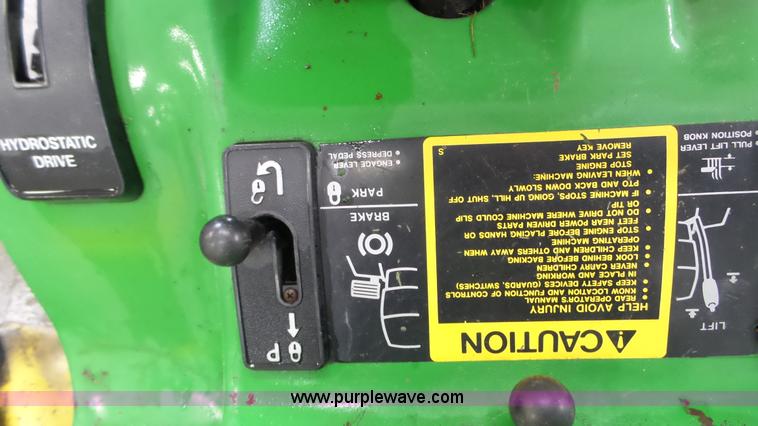 HYDROSTATIC
DRIVE
P
PARK
BRAKE
• DEPRESS PEDAL
• ENGAGE LEVER
CAUTION
HELP AVOID INJURY
• READ OPERATOR'S MANUAL
• KNOW LOCATION AND FUNCTION OF CONTROLS
• KEEP SAFETY DEVICES (GUARDS, SWITCHES)
IN PLACE AND WORKING
• NEVER CARRY CHILDREN
• LOOK BEHIND BEFORE BACKING
• KEEP CHILDREN AND OTHERS AWAY WHEN
OPERATING MACHINE
• STOP ENGINE BEFORE PLACING HANDS OR
FEET NEAR POWER DRIVEN PARTS
• DO NOT DRIVE WHERE MACHINE COULD SLIP
OR TIP
• IF MACHINE STOPS, GOING UP HILL, SHUT OFF
PTO AND BACK DOWN SLOWLY
• WHEN LEAVING MACHINE:
STOP ENGINE
SET PARK BRAKE
REMOVE KEY
S
LIFT
• PULL LIFT LEVER
• POSITION KNOB
www.purplewave.com